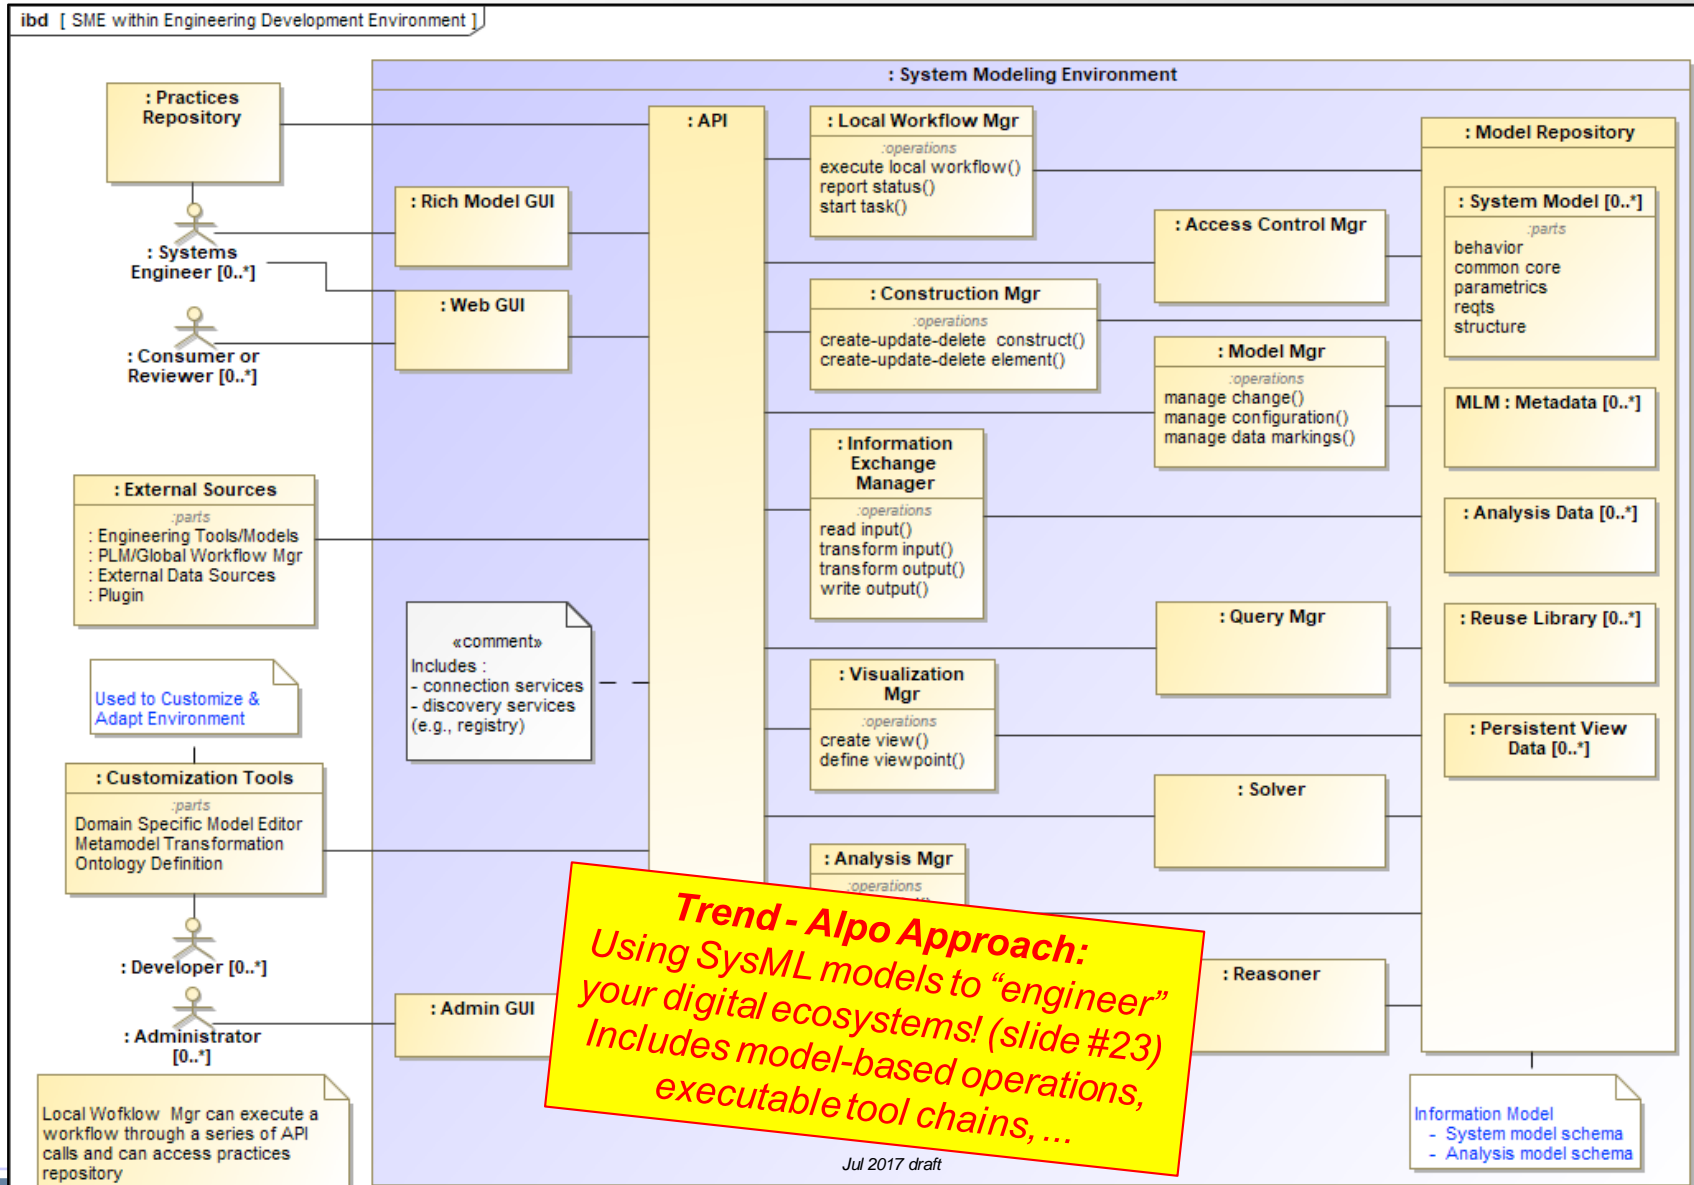 ibd [ SME within Engineering Development Environment ]
: System Modeling Environment
: Practices
Repository
: Systems
Engineer [0..*]
: Consumer or
Reviewer [0..*]
: External Sources
:parts
: Engineering Tools/Models
: PLM/Global Workflow Mgr
: External Data Sources
: Plugin
Used to Customize &
Adapt Environment
: Customization Tools
:parts
Domain Specific Model Editor
Metamodel Transformation
Ontology Definition
: Developer [0..*]
: Administrator
[0..*]
Local Wofklow Mgr can execute a
workflow through a series of API
calls and can access practices
repository
: Rich Model GUI
: Web GUI
«comment»
Includes :
- connection services
- discovery services
(e.g., registry)
: Admin GUI
: API
: Local Workflow Mgr
:operations
execute local workflow()
report status()
start task()
: Construction Mgr
:operations
create-update-delete construct()
create-update-delete element()
: Information
Exchange
Manager
:operations
read input()
transform input()
transform output()
write output()
: Visualization
Mgr
:operations
create view()
define viewpoint()
: Analysis Mgr
:operations
: Access Control Mgr
: Model Mgr
:operations
manage change()
manage configuration()
manage data markings()
: Query Mgr
: Solver
: Reasoner
: Model Repository
: System Model [0..*]
:parts
behavior
common core
parametrics
reqts
structure
MLM : Metadata [0..*]
: Analysis Data [0..*]
: Reuse Library [0..*]
: Persistent View
Data [0..*]
Information Model
- System model schema
- Analysis model schema
Trend - Alpo Approach:
Using SysML models to “engineer”
your digital ecosystems! (slide #23)
Includes model-based operations,
executable tool chains, ...
Jul 2017 draft